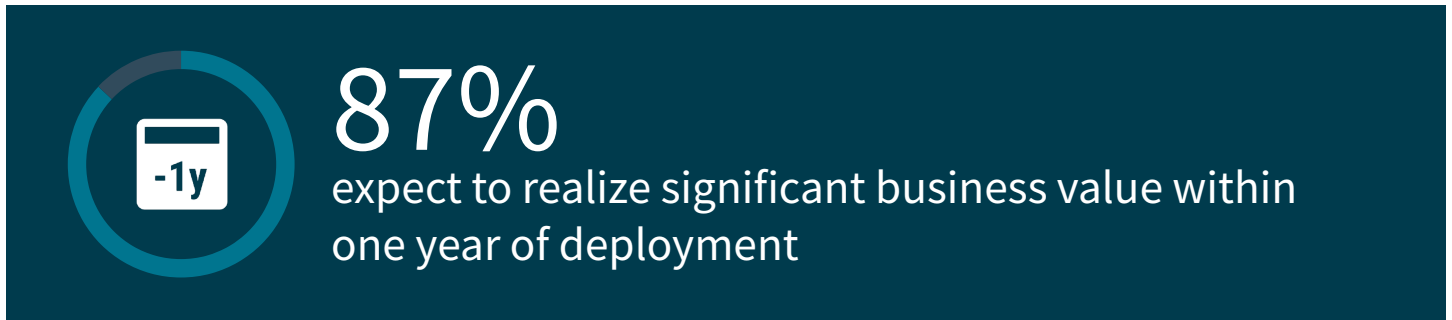 -1y
87%
expect to realize significant business value within
one year of deployment